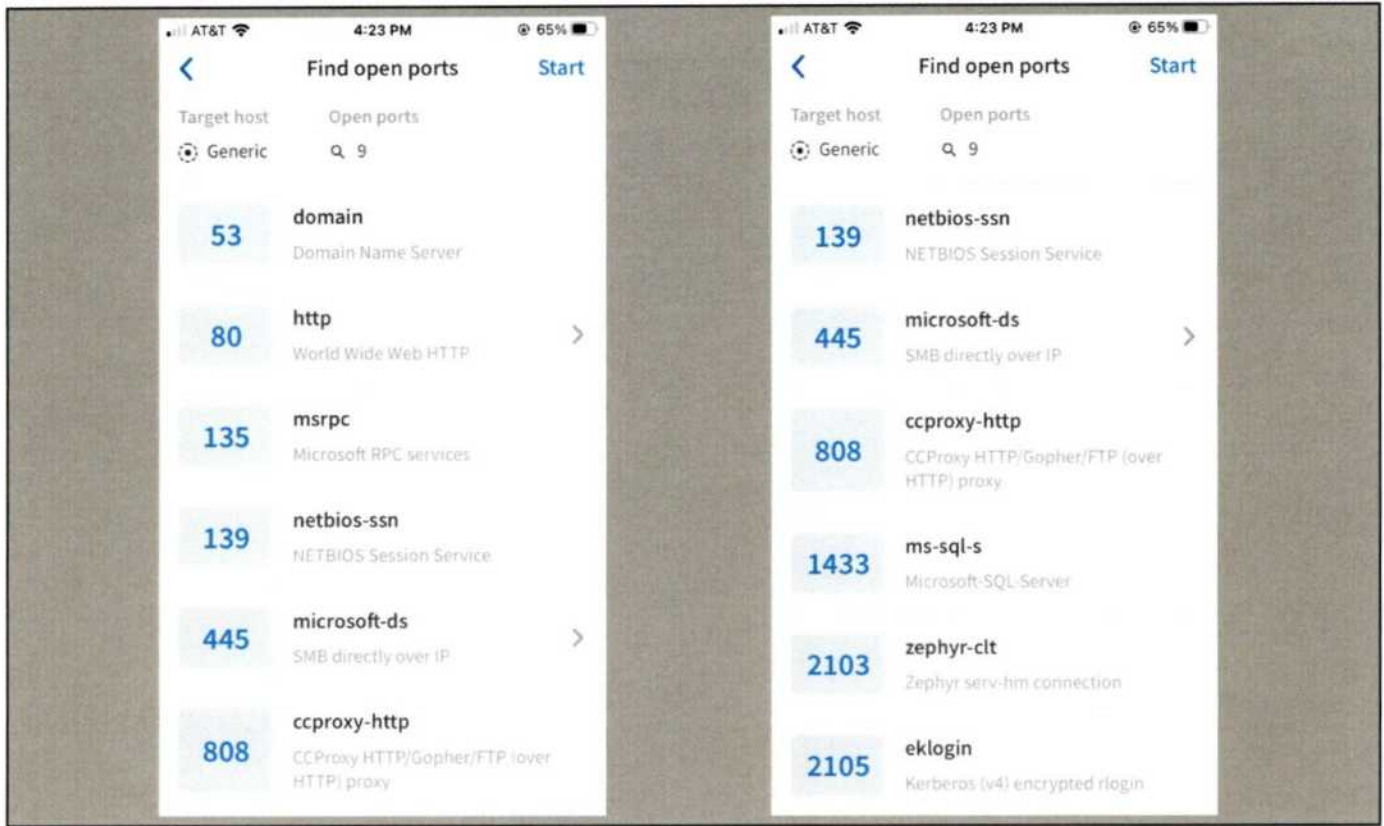 AT&T 4:23 PM 65%
Find open ports Start
Target host Open ports
Generic 9
53 domain
Domain Name Server
80 http
World Wide Web HTTP
135 msrpc
Microsoft RPC services
139 netbios-ssn
NETBIOS Session Service
445 microsoft-ds
SMB directly over IP
808 ccproxy-http
CCProxy HTTP/Gopher/FTP (over
HTTP) proxy
AT&T 4:23 PM 65%
Find open ports Start
Target host Open ports
Generic 9
139 netbios-ssn
NETBIOS Session Service
445 microsoft-ds
SMB directly over IP
808 ccproxy-http
CCProxy HTTP/Gopher/FTP (over
HTTP) proxy
1433 ms-sql-s
Microsoft-SQL-Server
2103 zephyr-clt
Zephyr serv-hm connection
2105 eklogin
Kerberos (v4) encrypted rlogin